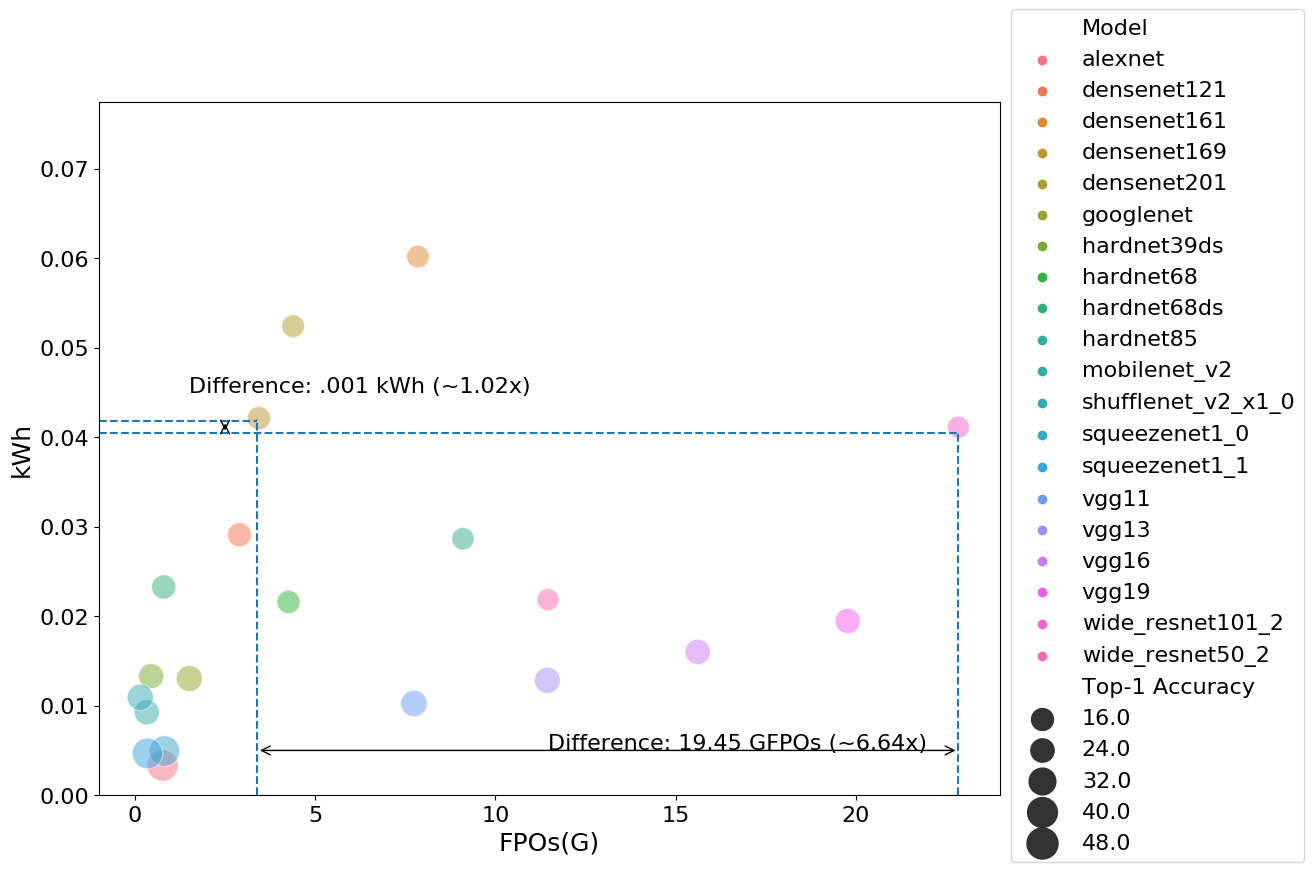 0.07
0.06
0.05
0.04
0.03
0.02
0.01
0.00
kWh
0
5
10
15
20
FPOs(G)
Difference: .001 kWh (~1.02x)
Difference: 19.45 GFPOs (~6.64x)
Model
alexnet
densenet121
densenet161
densenet169
densenet201
googlenet
hardnet39ds
hardnet68
hardnet68ds
hardnet85
mobilenet_v2
shufflenet_v2_x1_0
squeezenet1_0
squeezenet1_1
vgg11
vgg13
vgg16
vgg19
wide_resnet101_2
wide_resnet50_2
Top-1 Accuracy
16.0
24.0
32.0
40.0
48.0